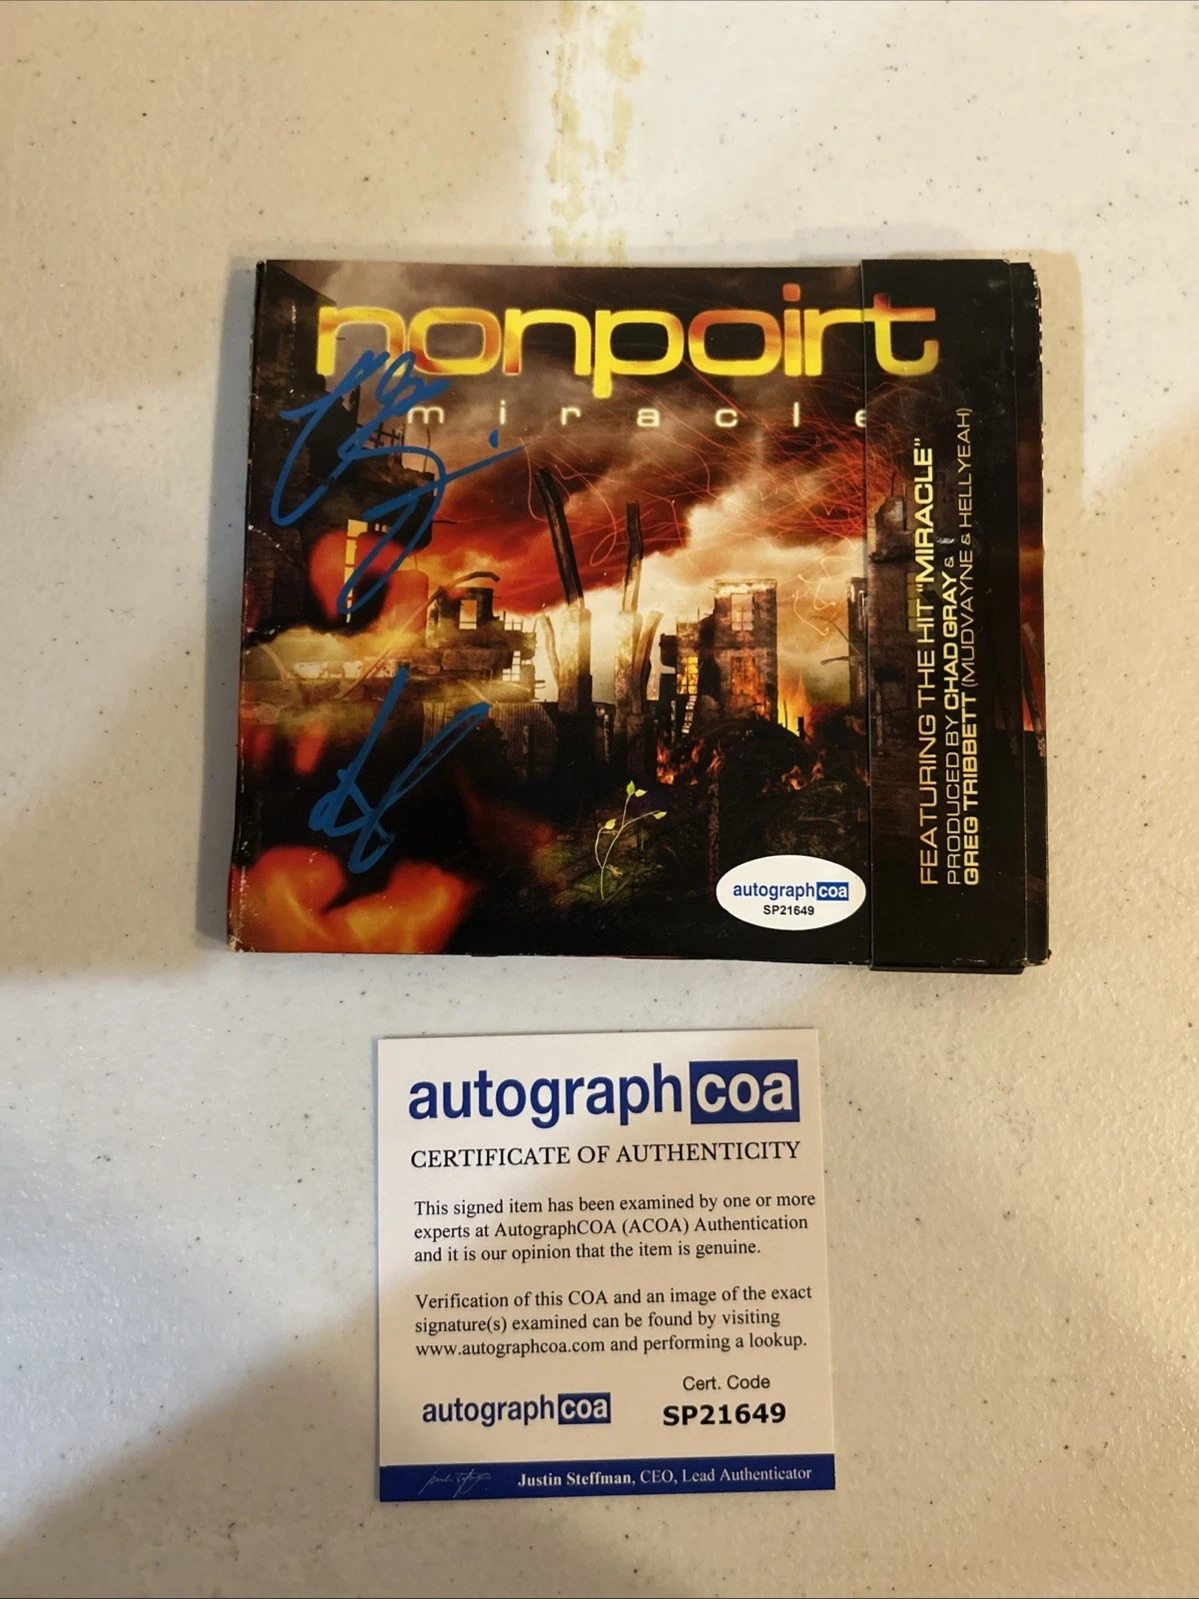 nonpoint
miracle
FEATURING THE HIT "MIRACLE"
PRODUCED BY CHAD GRAY &
GREG TRIBBETT (MUDVAYNE & HELLYEAH)
autographcoa
SP21649
autographcoa
CERTIFICATE OF AUTHENTICITY
This signed item has been examined by one or more
experts at AutographCOA (ACOA) Authentication
and it is our opinion that the item is genuine.
Verification of this COA and an image of the exact
signature(s) examined can be found by visiting
www.autographcoa.com and performing a lookup.
Cert. Code
autographcoa
SP21649
Justin Steffman, CEO, Lead Authenticator